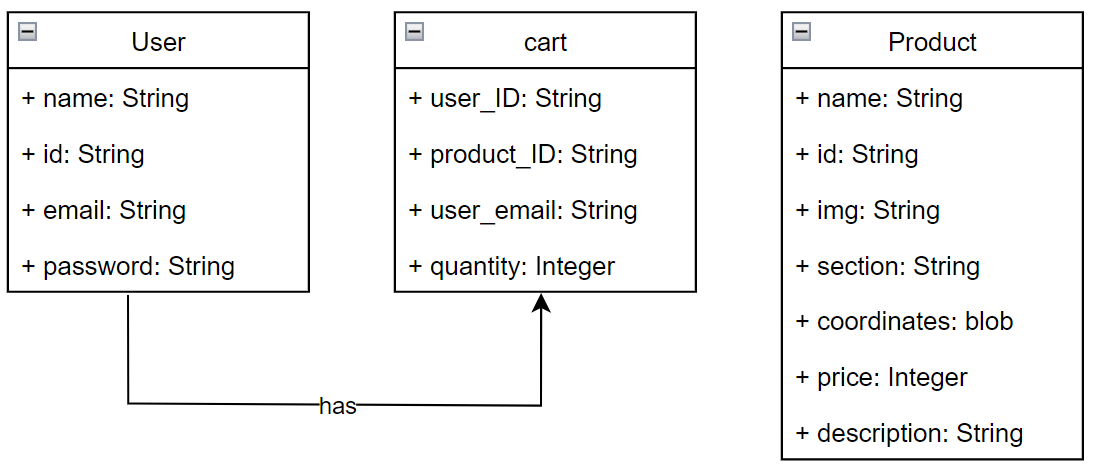 User
+ name: String
+ id: String
+ email: String
+ password: String
cart
+ user_ID: String
+ product_ID: String
+ user_email: String
+ quantity: Integer
Product
+ name: String
+ id: String
+ img: String
+ section: String
+ coordinates: blob
+ price: Integer
+ description: String
has